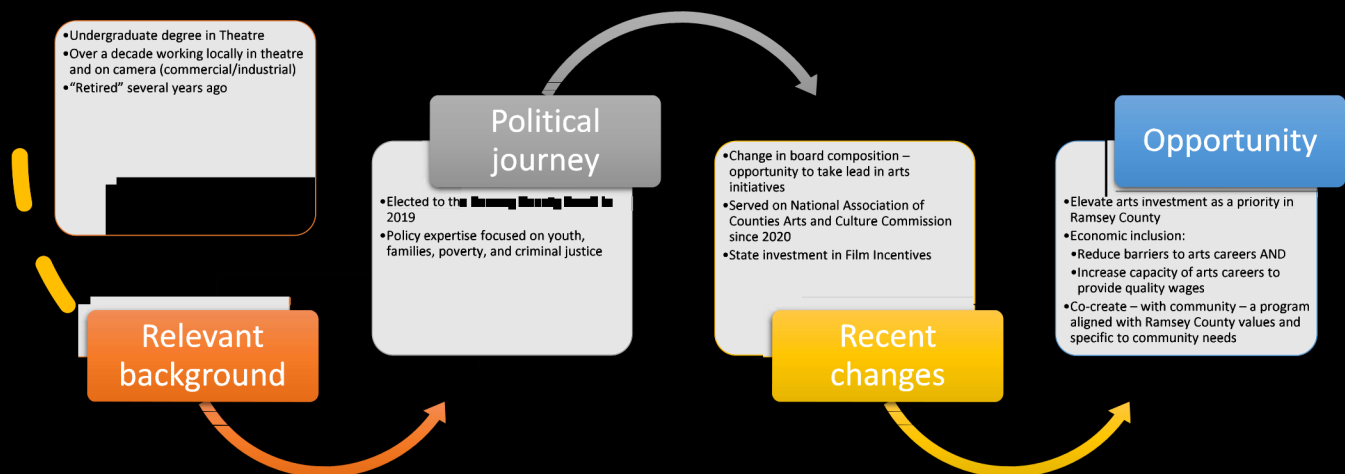 •Undergraduate degree in Theatre
•Over a decade working locally in theatre
and on camera (commercial/industrial)
•“Retired” several years ago
Relevant
background
Political
journey
•Elected to the
2019
•Policy expertise focused on youth,
families, poverty, and criminal justice
•Change in board composition –
opportunity to take lead in arts
initiatives
•Served on National Association of
Counties Arts and Culture Commission
since 2020
•State investment in Film Incentives
Recent
changes
Opportunity
•Elevate arts investment as a priority in
Ramsey County
•Economic inclusion:
•Reduce barriers to arts careers AND
•Increase capacity of arts careers to
provide quality wages
•Co-create – with community – a program
aligned with Ramsey County values and
specific to community needs